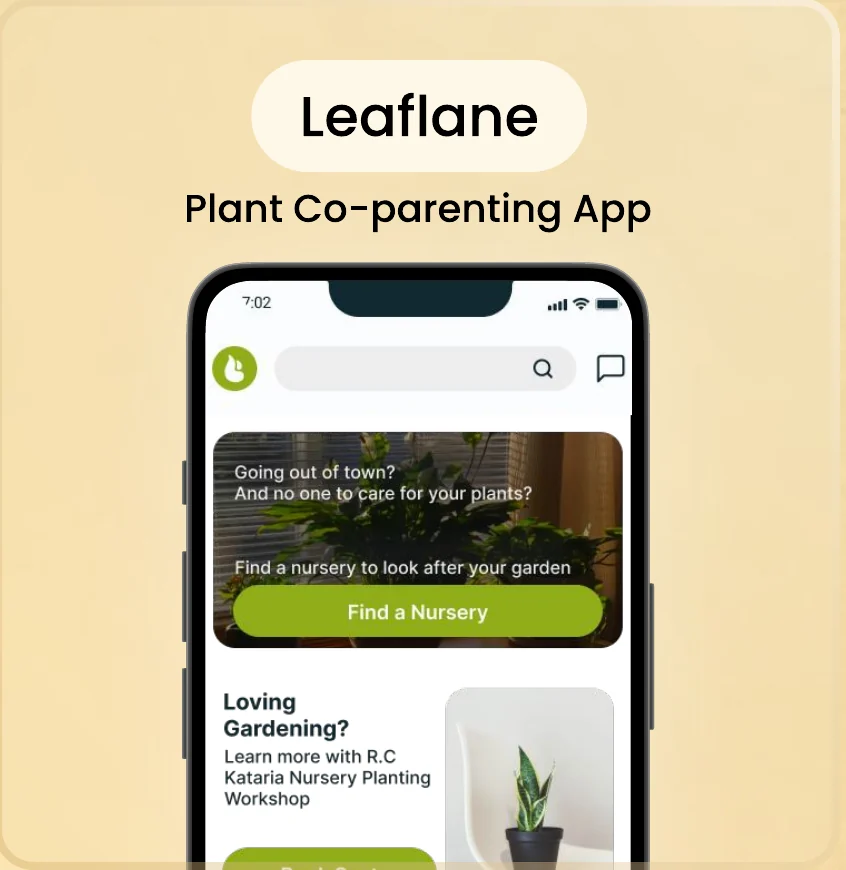 Leaflane
Plant Co-parenting App
7:02
Going out of town?
And no one to care for your plants?
Find a nursery to look after your garden
Find a Nursery
Loving
Gardening?
Learn more with R.C
Kataria Nursery Planting
Workshop